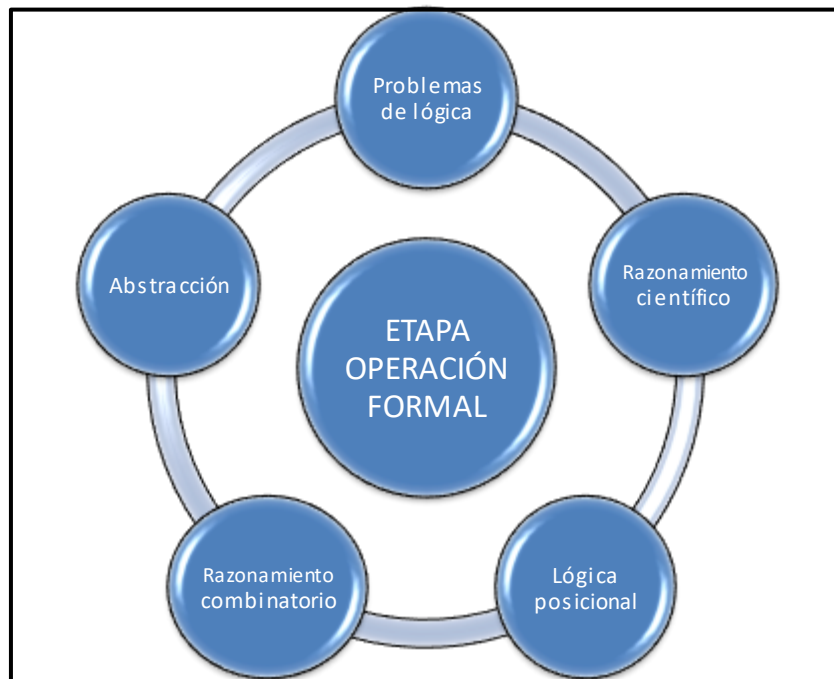 Problemas
de lógica
Razonamiento
científico
Lógica
posicional
Razonamiento
combinatorio
Abstracción
ETAPA
OPERACIÓN
FORMAL